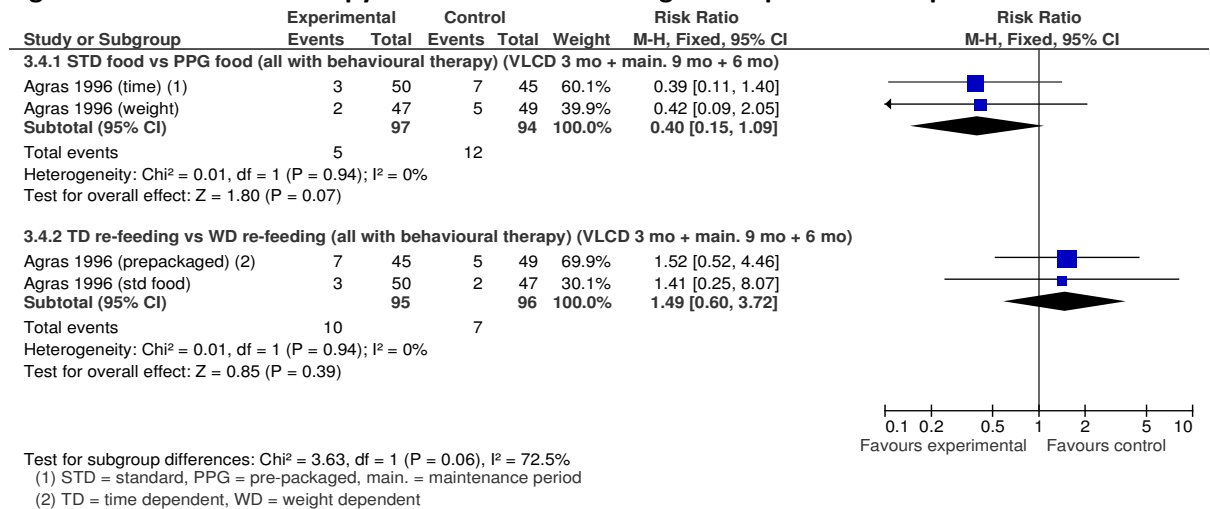 Experimental Control Risk Ratio Risk Ratio
Study or Subgroup Events Total Events Total Weight M-H, Fixed, 95% CI M-H, Fixed, 95% CI
3.4.1 STD food vs PPG food (all with behavioural therapy) (VLCD 3 mo + main. 9 mo + 6 mo)
Agras 1996 (time) (1) 3 50 7 45 60.1% 0.39 [0.11, 1.40]
Agras 1996 (weight) 2 47 5 49 39.9% 0.42 [0.09, 2.05]
Subtotal (95% CI) 97 94 100.0% 0.40 [0.15, 1.09]
Total events 5 12
Heterogeneity: Chi² = 0.01, df = 1 (P = 0.94); I² = 0%
Test for overall effect: Z = 1.80 (P = 0.07)
3.4.2 TD re-feeding vs WD re-feeding (all with behavioural therapy) (VLCD 3 mo + main. 9 mo + 6 mo)
Agras 1996 (prepackaged) (2) 7 45 5 49 69.9% 1.52 [0.52, 4.46]
Agras 1996 (std food) 3 50 2 47 30.1% 1.41 [0.25, 8.07]
Subtotal (95% CI) 95 96 100.0% 1.49 [0.60, 3.72]
Total events 10 7
Heterogeneity: Chi² = 0.01, df = 1 (P = 0.94); I² = 0%
Test for overall effect: Z = 0.85 (P = 0.39)
0.1 0.2 0.5 1 2 5 10
Favours experimental Favours control
Test for subgroup differences: Chi² = 3.63, df = 1 (P = 0.06), I² = 72.5%
(1) STD = standard, PPG = pre-packaged, main. = maintenance period
(2) TD = time dependent, WD = weight dependent